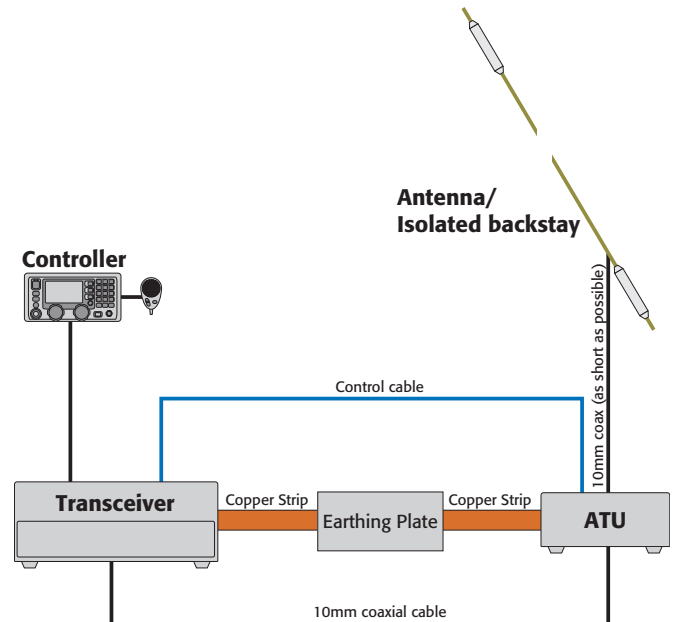 Antenna/
Isolated backstay
Controller
10mm coax (as short as possible)
Control cable
Transceiver
Copper Strip
Earthing Plate
Copper Strip
ATU
10mm coaxial cable